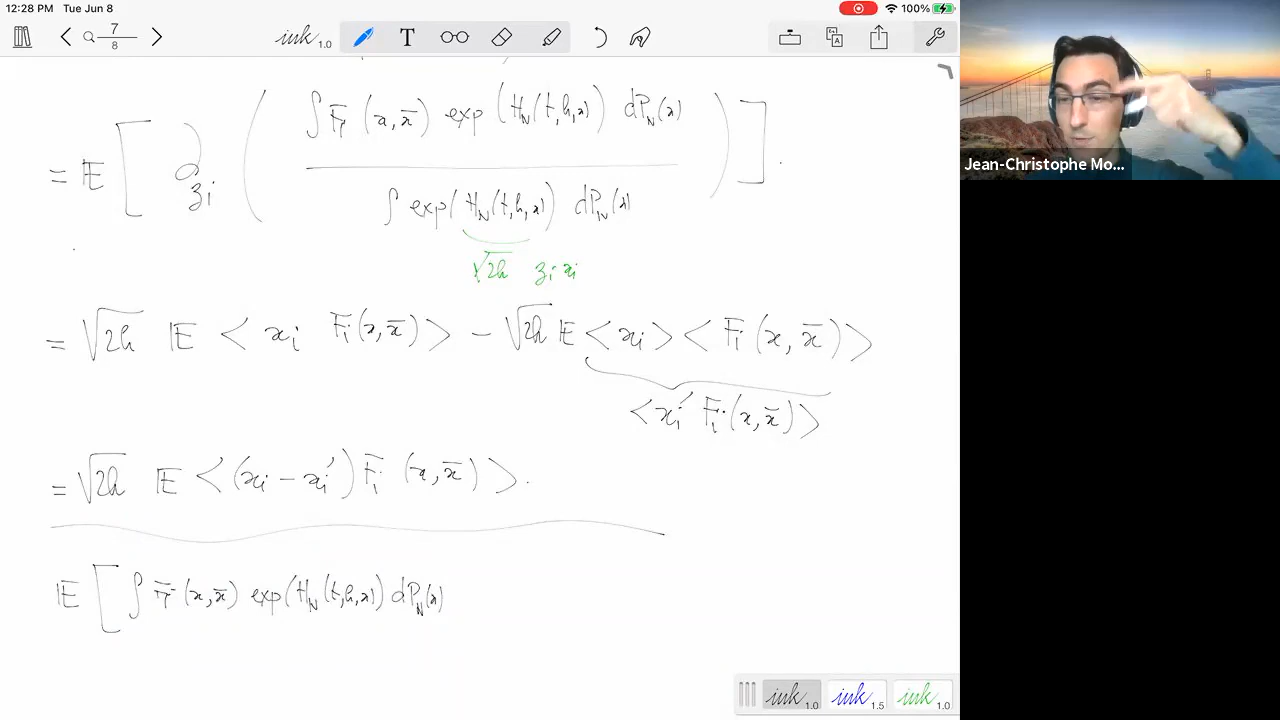 12:28 PM Tue Jun 8
100%
7
8
ink 1.0
T
= E [ ∂_{z_i} ( ∫ F_i (x, x̄) exp (H_N(t,h,x)) dP_N(x) / ∫ exp(H_N(t,h,x)) dP_N(x) ) ].
√2h z_i x_i
= √2h E < x_i F_i(x, x̄) > - √2h E < x_i > < F_i(x, x̄) >
< x_i' F_i(x, x̄) >
= √2h E < (x_i - x_i') F_i (x, x̄) >.
E [ ∫ F (x, x̄) exp(H_N(t,h,x)) dP_N(x)
ink 1.0 ink 1.5 ink 1.0
Jean-Christophe Mo...